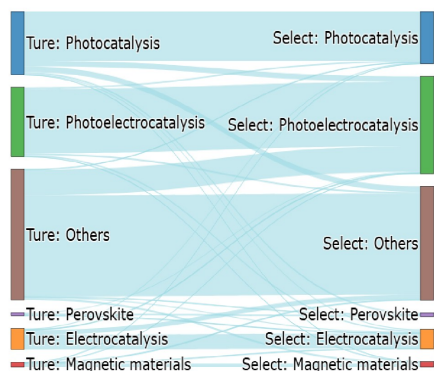 Ture: Photocatalysis
Select: Photocatalysis
Ture: Photoelectrocatalysis
Select: Photoelectrocatalysis
Ture: Others
Select: Others
Ture: Perovskite
Select: Perovskite
Ture: Electrocatalysis
Select: Electrocatalysis
Ture: Magnetic materials
Select: Magnetic materials